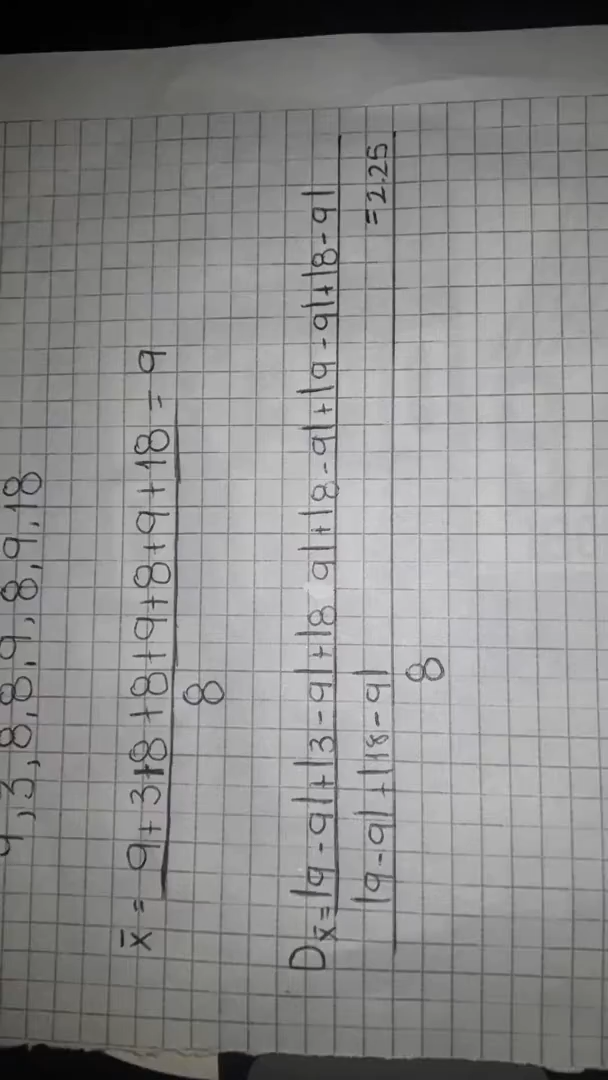 9,3,8,8,9,8,9,18
x̄ = 9+3+8+8+9+8+9+18 = 9
8
Dx̄ = |9-9|+|3-9|+|8 9|+|8-9|+|9-9|+|8-9|
|9-9|+|18-9| =2.25
8